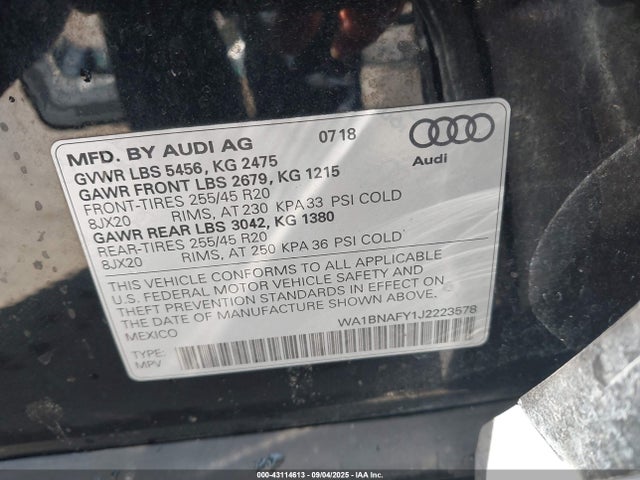 MFD. BY AUDI AG 07 18
GVWR LBS 5456, KG 2475
GAWR FRONT LBS 2679, KG 1215
FRONT-TIRES 255/45 R20
8JX20 RIMS, AT 230 KPA 33 PSI COLD
GAWR REAR LBS 3042, KG 1380
REAR-TIRES 255/45 R20
8JX20 RIMS, AT 250 KPA 36 PSI COLD
Audi
THIS VEHICLE CONFORMS TO ALL APPLICABLE
U.S. FEDERAL MOTOR VEHICLE SAFETY AND
THEFT PREVENTION STANDARDS IN EFFECT ON
THE DATE OF MANUFACTURE SHOWN ABOVE.
MEXICO
WA1BNAFY1J2223578
TYPE:
MPV
000-43114613 - 09/04/2025 - IAA Inc.